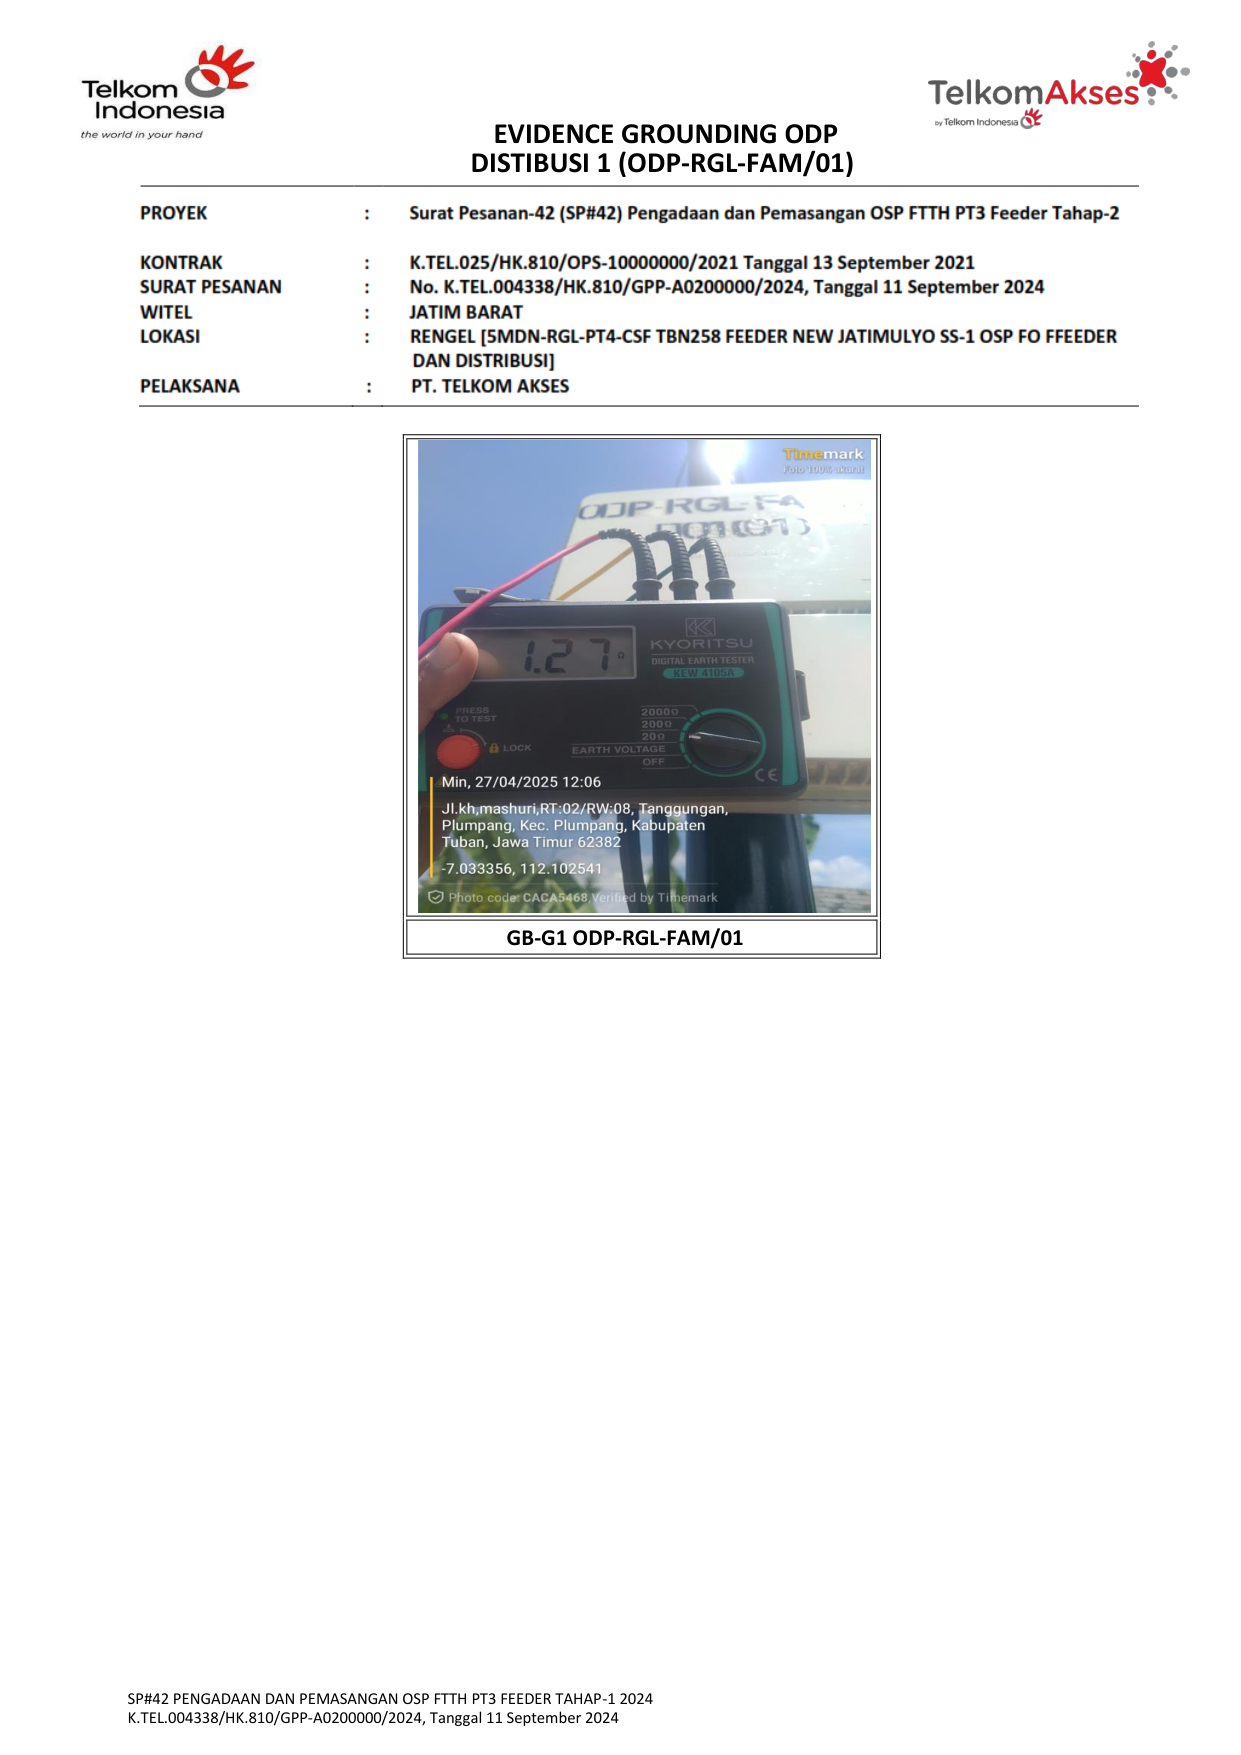 Telkom
Indonesia
the world in your hand
TelkomAkses
by Telkom Indonesia
EVIDENCE GROUNDING ODP
DISTIBUSI 1 (ODP-RGL-FAM/01)
PROYEK : Surat Pesanan-42 (SP#42) Pengadaan dan Pemasangan OSP FTTH PT3 Feeder Tahap-2
KONTRAK : K.TEL.025/HK.810/OPS-10000000/2021 Tanggal 13 September 2021
SURAT PESANAN : No. K.TEL.004338/HK.810/GPP-A0200000/2024, Tanggal 11 September 2024
WITEL : JATIM BARAT
LOKASI : RENGEL [5MDN-RGL-PT4-CSF TBN258 FEEDER NEW JATIMULYO SS-1 OSP FO FFEEDER
DAN DISTRIBUSI]
PELAKSANA : PT. TELKOM AKSES
Timemark
Foto 100% akurat
ODP-RGL-FA
1.27 Ω
KYORITSU
DIGITAL EARTH TESTER
KEW 4105A
PRESS
TO TEST
LOCK
2000Ω
200Ω
20Ω
EARTH VOLTAGE
OFF
CE
Min, 27/04/2025 12:06
Jl.kh,mashuri,RT:02/RW:08, Tanggungan,
Plumpang, Kec. Plumpang, Kabupaten
Tuban, Jawa Timur 62382
-7.033356, 112.102541
Photo code: CACA5468,Verified by Timemark
GB-G1 ODP-RGL-FAM/01
SP#42 PENGADAAN DAN PEMASANGAN OSP FTTH PT3 FEEDER TAHAP-1 2024
K.TEL.004338/HK.810/GPP-A0200000/2024, Tanggal 11 September 2024